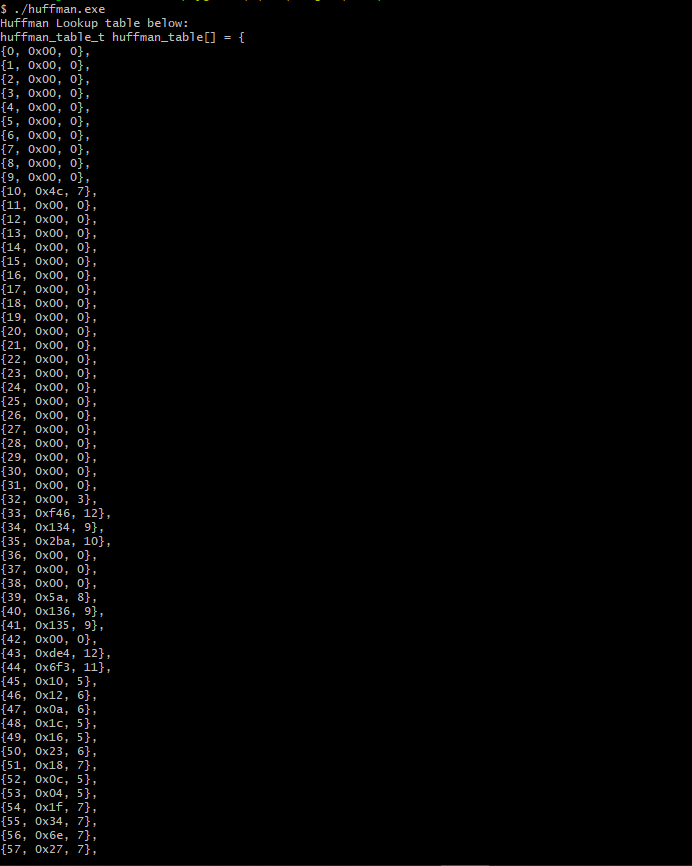 $ ./huffman.exe
Huffman Lookup table below:
huffman_table_t huffman_table[] = {
{0, 0x00, 0},
{1, 0x00, 0},
{2, 0x00, 0},
{3, 0x00, 0},
{4, 0x00, 0},
{5, 0x00, 0},
{6, 0x00, 0},
{7, 0x00, 0},
{8, 0x00, 0},
{9, 0x00, 0},
{10, 0x4c, 7},
{11, 0x00, 0},
{12, 0x00, 0},
{13, 0x00, 0},
{14, 0x00, 0},
{15, 0x00, 0},
{16, 0x00, 0},
{17, 0x00, 0},
{18, 0x00, 0},
{19, 0x00, 0},
{20, 0x00, 0},
{21, 0x00, 0},
{22, 0x00, 0},
{23, 0x00, 0},
{24, 0x00, 0},
{25, 0x00, 0},
{26, 0x00, 0},
{27, 0x00, 0},
{28, 0x00, 0},
{29, 0x00, 0},
{30, 0x00, 0},
{31, 0x00, 0},
{32, 0x00, 3},
{33, 0xf46, 12},
{34, 0x134, 9},
{35, 0x2ba, 10},
{36, 0x00, 0},
{37, 0x00, 0},
{38, 0x00, 0},
{39, 0x5a, 8},
{40, 0x136, 9},
{41, 0x135, 9},
{42, 0x00, 0},
{43, 0xde4, 12},
{44, 0x6f3, 11},
{45, 0x10, 5},
{46, 0x12, 6},
{47, 0x0a, 6},
{48, 0x1c, 5},
{49, 0x16, 5},
{50, 0x23, 6},
{51, 0x18, 7},
{52, 0x0c, 5},
{53, 0x04, 5},
{54, 0x1f, 7},
{55, 0x34, 7},
{56, 0x6e, 7},
{57, 0x27, 7},